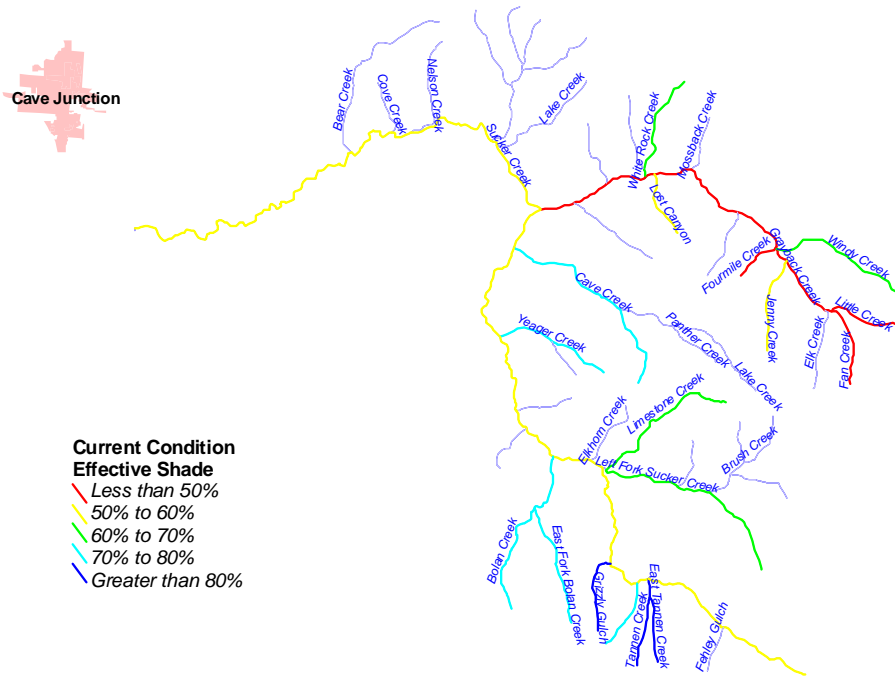 Cave Junction
Bear Creek
Cove Creek
Nelson Creek
Sucker Creek
Lake Creek
White Rock Creek
Mossback Creek
Lost Canyon
Fourmile Creek
Grayback Creek
Windy Creek
Jenny Creek
Little Creek
Elk Creek
Fan Creek
Cave Creek
Panther Creek
Lake Creek
Yeager Creek
Limestone Creek
Elkhorn Creek
Left Fork Sucker Creek
Brush Creek
Bolan Creek
East Fork Bolan Creek
Grizzly Gulch
Tannen Creek
East Tannen Creek
Fehley Gulch
Current Condition
Effective Shade
Less than 50%
50% to 60%
60% to 70%
70% to 80%
Greater than 80%